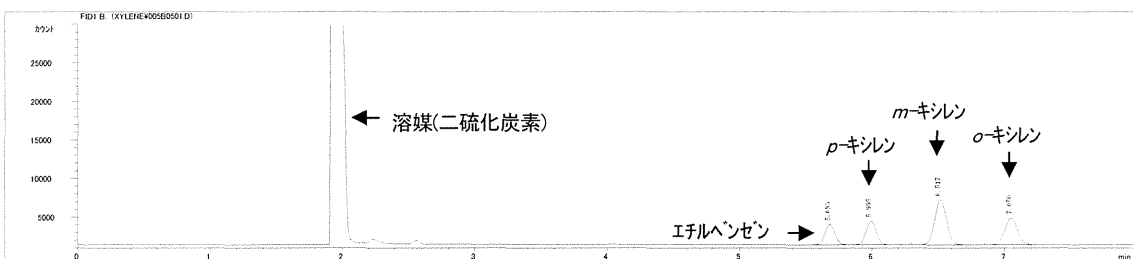 FID1 B, (XYLENE¥005B0501.D)
カウント
25000
20000
15000
10000
5000
溶媒(二硫化炭素)
エチルベンゼン
p-キシレン
m-キシレン
o-キシレン
6.517
0 1 2 3 4 5 6 7 min